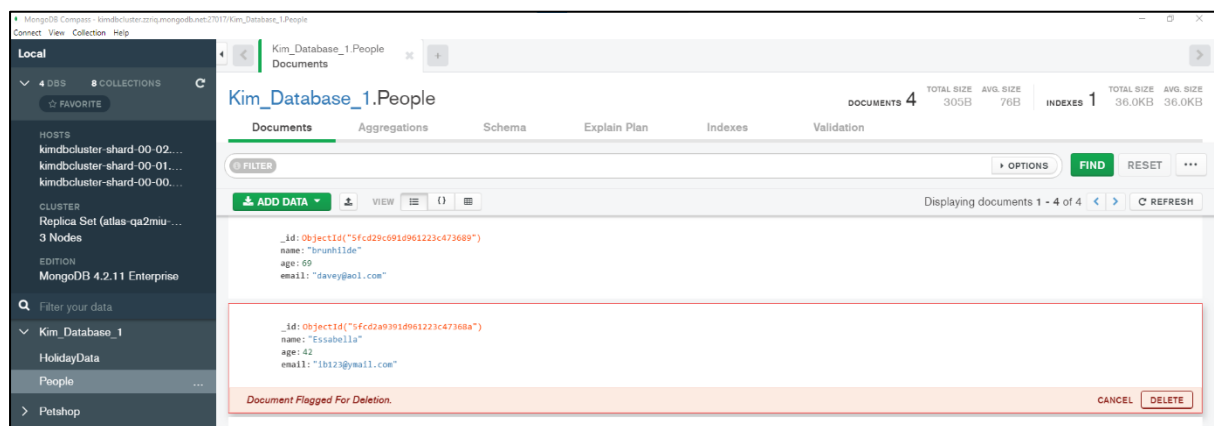 MongoDB Compass - kimdbcluster.zzriq.mongodb.net:27017/Kim_Database_1.People
Connect View Collection Help
Local
4 DBS 8 COLLECTIONS
☆ FAVORITE
HOSTS
kimdbcluster-shard-00-02....
kimdbcluster-shard-00-01....
kimdbcluster-shard-00-00....
CLUSTER
Replica Set (atlas-qa2miu-...
3 Nodes
EDITION
MongoDB 4.2.11 Enterprise
Filter your data
Kim_Database_1
HolidayData
People ...
Petshop
Kim_Database_1.People
Documents
Kim_Database_1.People
DOCUMENTS 4 TOTAL SIZE 305B AVG. SIZE 76B INDEXES 1 TOTAL SIZE 36.0KB AVG. SIZE 36.0KB
Documents Aggregations Schema Explain Plan Indexes Validation
FILTER OPTIONS FIND RESET ...
ADD DATA VIEW {} Displaying documents 1 - 4 of 4 < > REFRESH
_id: ObjectId("5fcd29c691d961223c473689")
name: "brunhilde"
age: 69
email: "davey@aol.com"
_id: ObjectId("5fcd2a9391d961223c47368a")
name: "Essabella"
age: 42
email: "ib123@ymail.com"
Document Flagged For Deletion. CANCEL DELETE